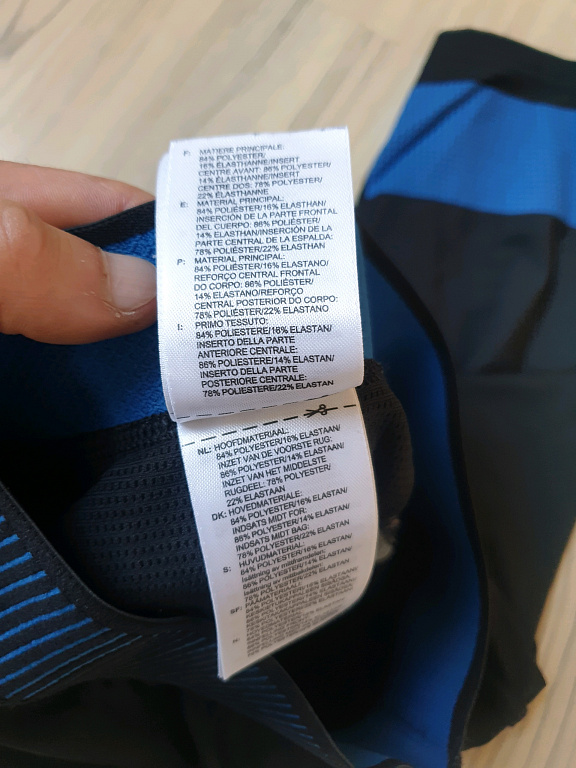 F: MATIERE PRINCIPALE:
84% POLYESTER/
16% ÉLASTHANNE/INSERT
CENTRE AVANT: 86% POLYESTER/
14% ÉLASTHANNE/INSERT
CENTRE DOS: 78% POLYESTER/
22% ÉLASTHANNE
E: MATERIAL PRINCIPAL:
84% POLIÉSTER/16% ELASTHAN/
INSERCIÓN DE LA PARTE FRONTAL
DEL CUERPO: 86% POLIÉSTER/
14% ELASTHAN/INSERCIÓN DE LA
PARTE CENTRAL DE LA ESPALDA:
78% POLIÉSTER/22% ELASTHAN
P: MATERIAL PRINCIPAL:
84% POLIÉSTER/16% ELASTANO/
REFORÇO CENTRAL FRONTAL
DO CORPO: 86% POLIÉSTER/
14% ELASTANO/REFORÇO
CENTRAL POSTERIOR DO CORPO:
78% POLIÉSTER/22% ELASTANO
I: PRIMO TESSUTO:
84% POLIESTERE/16% ELASTAN/
INSERTO DELLA PARTE
ANTERIORE CENTRALE:
86% POLIESTERE/14% ELASTAN/
INSERTO DELLA PARTE
POSTERIORE CENTRALE:
78% POLIESTERE/22% ELASTAN
NL: HOOFDMATERIAAL:
84% POLYESTER/16% ELASTAAN/
INZET VAN DE VOORSTE RUG:
86% POLYESTER/14% ELASTAAN/
INZET VAN HET MIDDELSTE
RUGDEEL: 78% POLYESTER/
22% ELASTAAN
DK: HOVEDMATERIALE:
84% POLYESTER/16% ELASTAN/
INDSATS MIDT FOR:
86% POLYESTER/14% ELASTAN/
INDSATS MIDT BAG:
78% POLYESTER/22% ELASTAN
S: HUVUDMATERIAL:
84% POLYESTER/16% ELASTAN/
86% POLYESTER/14% ELASTAN/